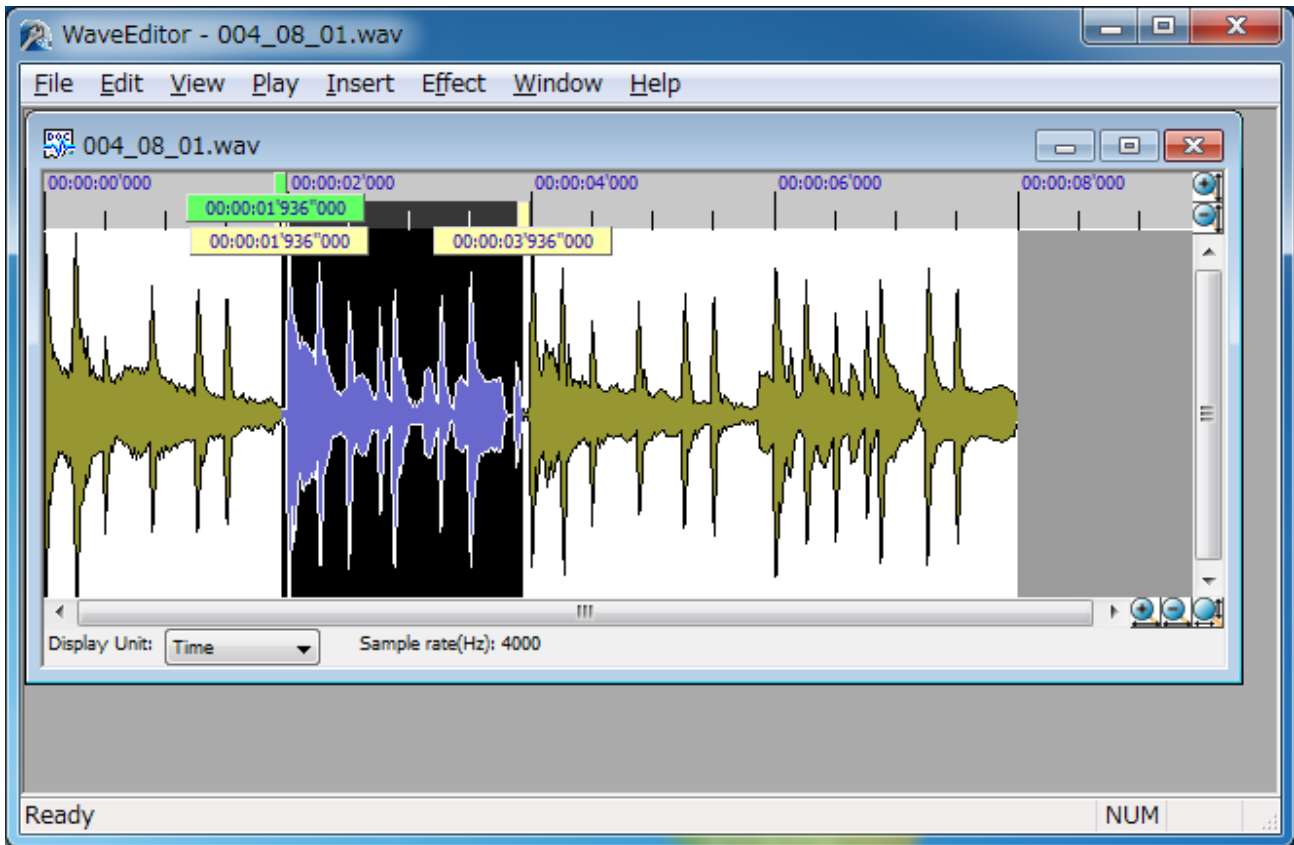 WaveEditor - 004_08_01.wav
File Edit View Play Insert Effect Window Help
004_08_01.wav
00:00:00'000 00:00:02'000 00:00:04'000 00:00:06'000 00:00:08'000
00:00:01'936"000
00:00:01'936"000 00:00:03'936"000
Display Unit: Time Sample rate(Hz): 4000
Ready NUM